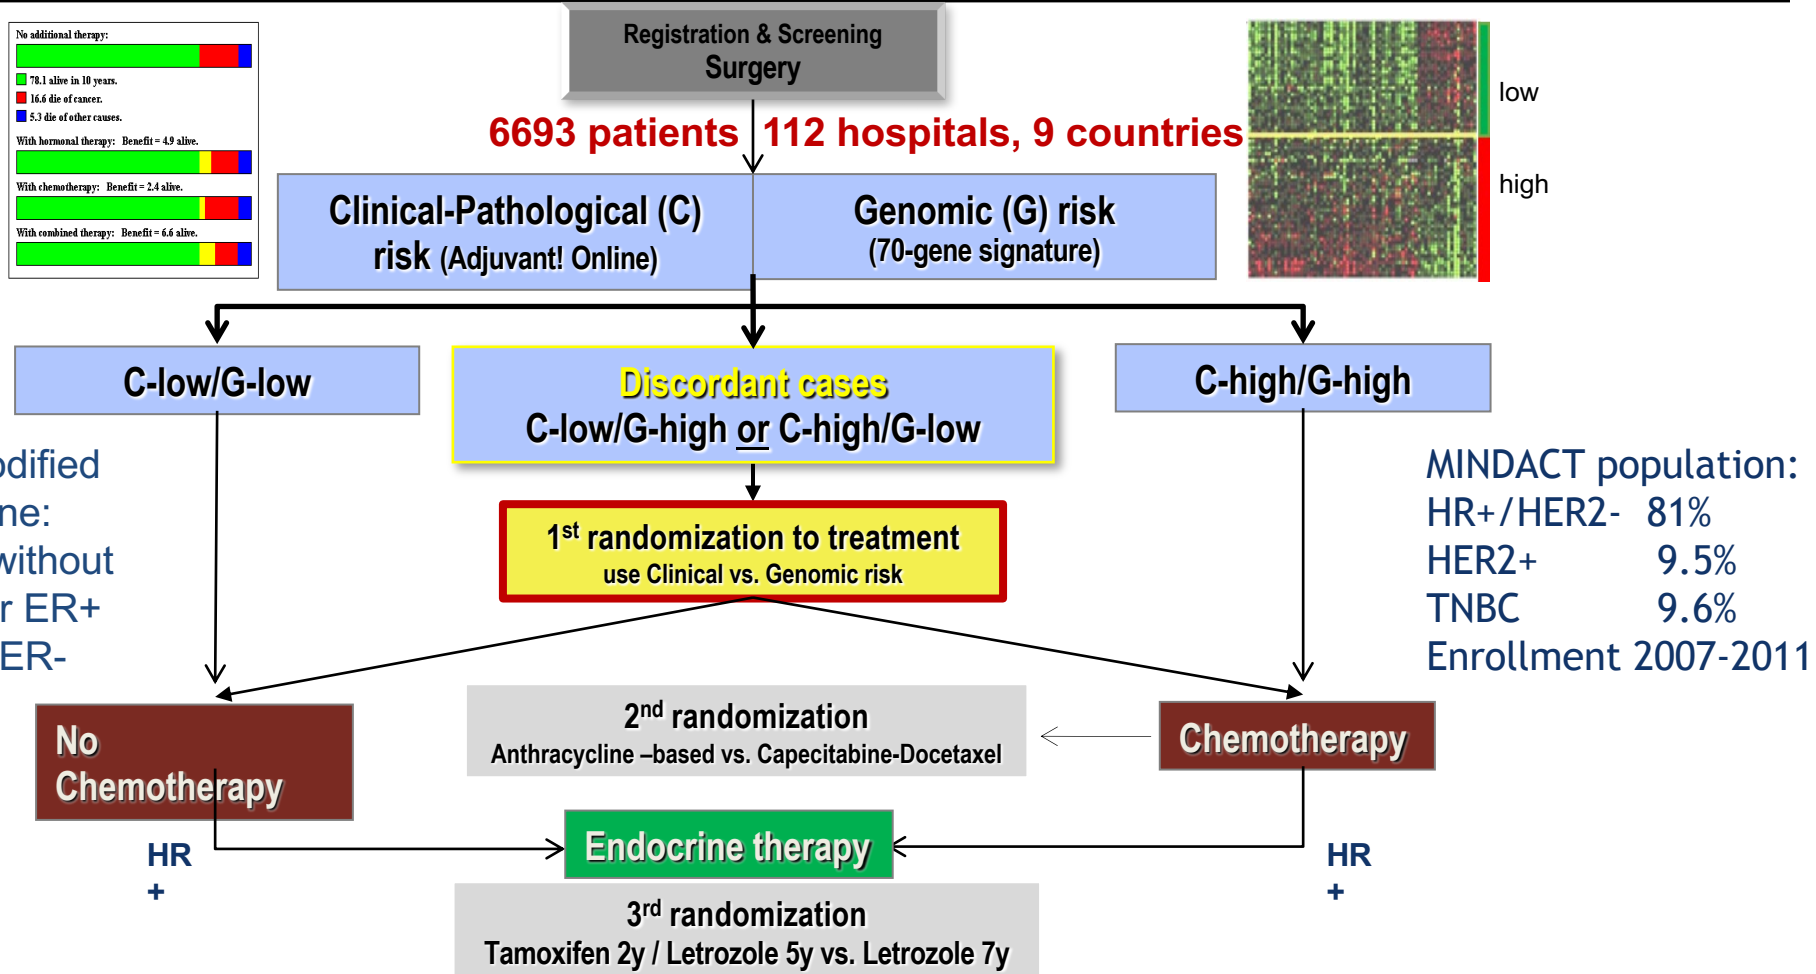 No additional therapy:
78.1 alive in 10 years.
16.6 die of cancer.
5.3 die of other causes.
With hormonal therapy: Benefit = 4.9 alive.
With chemotherapy: Benefit = 2.4 alive.
With combined therapy: Benefit = 6.6 alive.
Registration & Screening
Surgery
low
high
6693 patients 112 hospitals, 9 countries
Clinical-Pathological (C)
risk (Adjuvant! Online)
Genomic (G) risk
(70-gene signature)
C-low/G-low
Discordant cases
C-low/G-high or C-high/G-low
C-high/G-high
odified
ne:
without
r ER+
ER-
1st randomization to treatment
use Clinical vs. Genomic risk
MINDACT population:
HR+/HER2- 81%
HER2+ 9.5%
TNBC 9.6%
Enrollment 2007-2011
No
Chemotherapy
2nd randomization
Anthracycline –based vs. Capecitabine-Docetaxel
Chemotherapy
HR
+
Endocrine therapy
HR
+
3rd randomization
Tamoxifen 2y / Letrozole 5y vs. Letrozole 7y